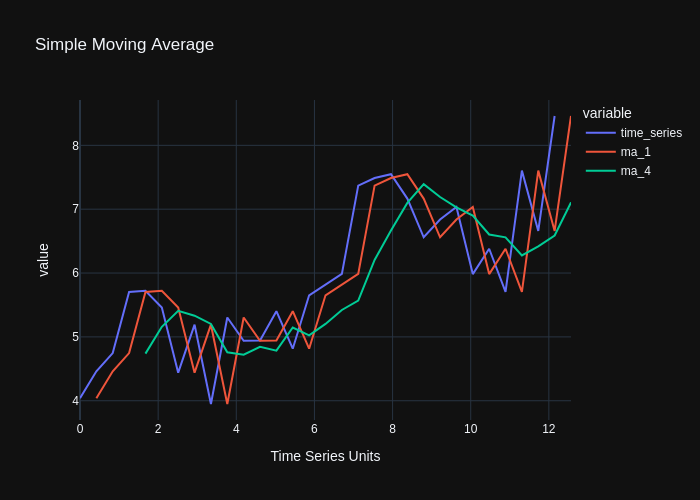 Simple Moving Average
variable
time_series
ma_1
ma_4
value
8
7
6
5
4
0 2 4 6 8 10 12
Time Series Units